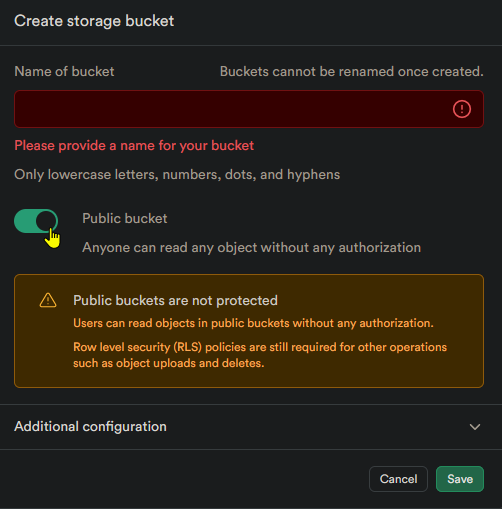 Create storage bucket
Name of bucket
Buckets cannot be renamed once created.
Please provide a name for your bucket
Only lowercase letters, numbers, dots, and hyphens
Public bucket
Anyone can read any object without any authorization
Public buckets are not protected
Users can read objects in public buckets without any authorization.
Row level security (RLS) policies are still required for other operations
such as object uploads and deletes.
Additional configuration
Cancel
Save